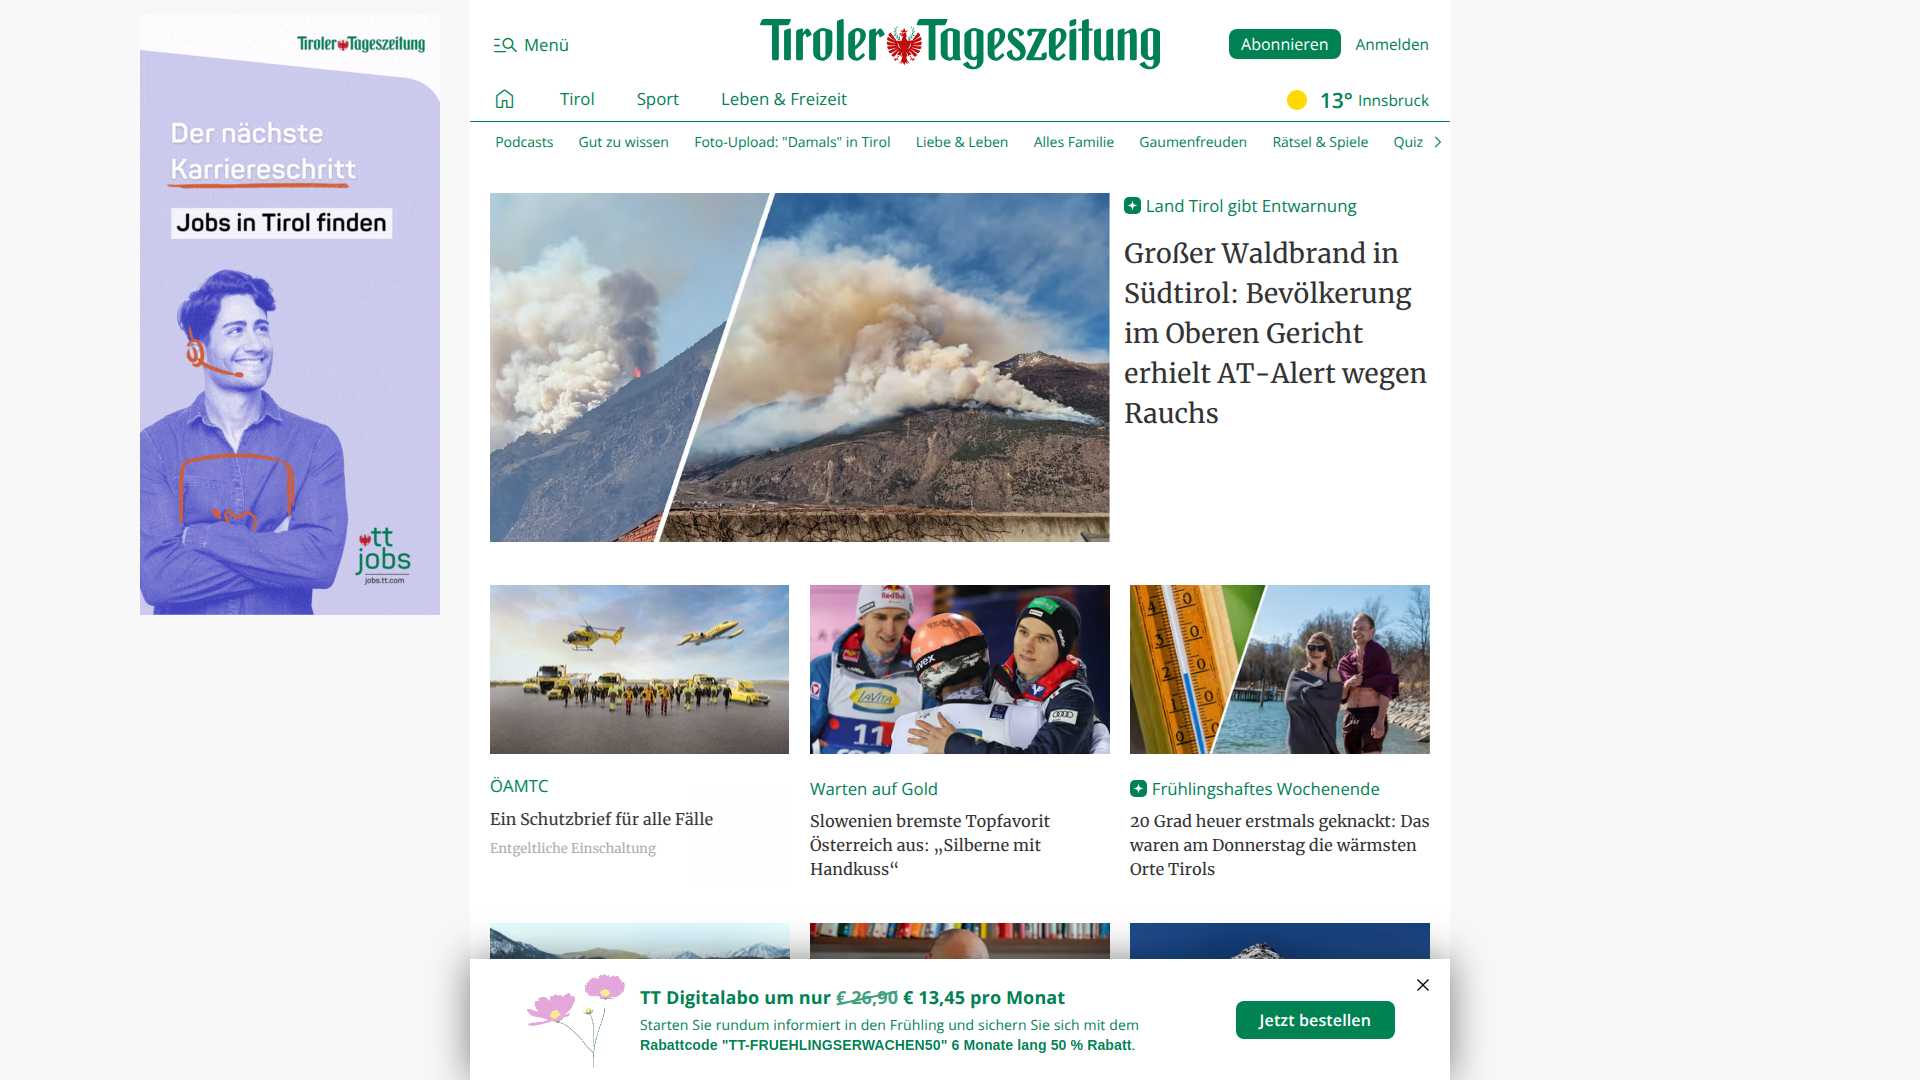 Tiroler Tageszeitung
Der nächste
Karriereschritt
Jobs in Tirol finden
tt
jobs
jobs.tt.com
Menü
Tiroler Tageszeitung
Abonnieren
Anmelden
Tirol
Sport
Leben & Freizeit
13° Innsbruck
Podcasts
Gut zu wissen
Foto-Upload: "Damals" in Tirol
Liebe & Leben
Alles Familie
Gaumenfreuden
Rätsel & Spiele
Quiz
Land Tirol gibt Entwarnung
Großer Waldbrand in
Südtirol: Bevölkerung
im Oberen Gericht
erhielt AT-Alert wegen
Rauchs
RedBull
uvex
LaVita
11
Audi
ÖAMTC
Ein Schutzbrief für alle Fälle
Entgeltliche Einschaltung
Warten auf Gold
Slowenien bremste Topfavorit
Österreich aus: „Silberne mit
Handkuss“
Frühlingshaftes Wochenende
20 Grad heuer erstmals geknackt: Das
waren am Donnerstag die wärmsten
Orte Tirols
TT Digitalabo um nur € 26,90 € 13,45 pro Monat
Starten Sie rundum informiert in den Frühling und sichern Sie sich mit dem
Rabattcode "TT-FRUEHLINGSERWACHEN50" 6 Monate lang 50 % Rabatt.
Jetzt bestellen